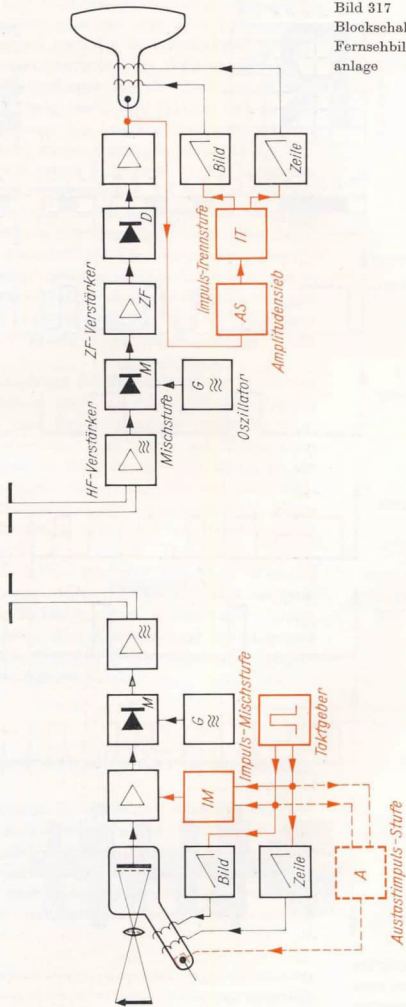 Bild 317
Blockschal
Fernsehbil
anlage
HF-Verstärker
Mischstufe
M
ZF-Verstärker
ZF
D
G
Oszillator
Impuls-Trennstufe
AS
Amplitudensieb
IT
Bild
Zeile
M
G
Impuls-Mischstufe
IM
Taktgeber
Bild
Zeile
A
Austastimpuls-Stufe